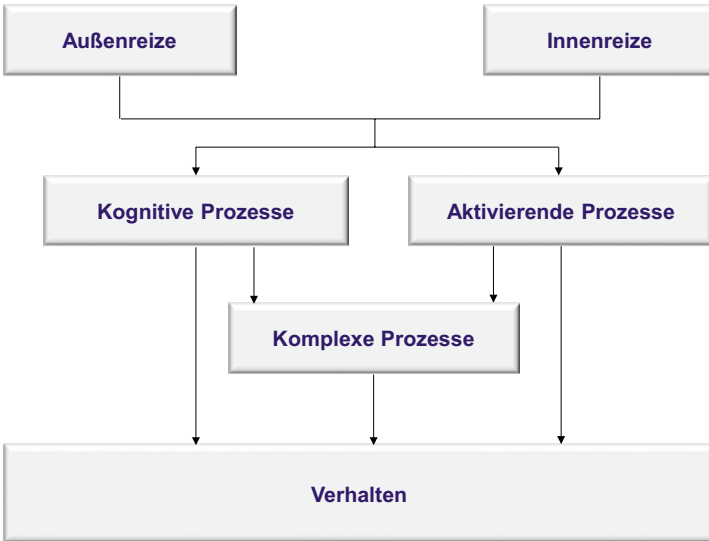 Außenreize
Innenreize
Kognitive Prozesse
Aktivierende Prozesse
Komplexe Prozesse
Verhalten